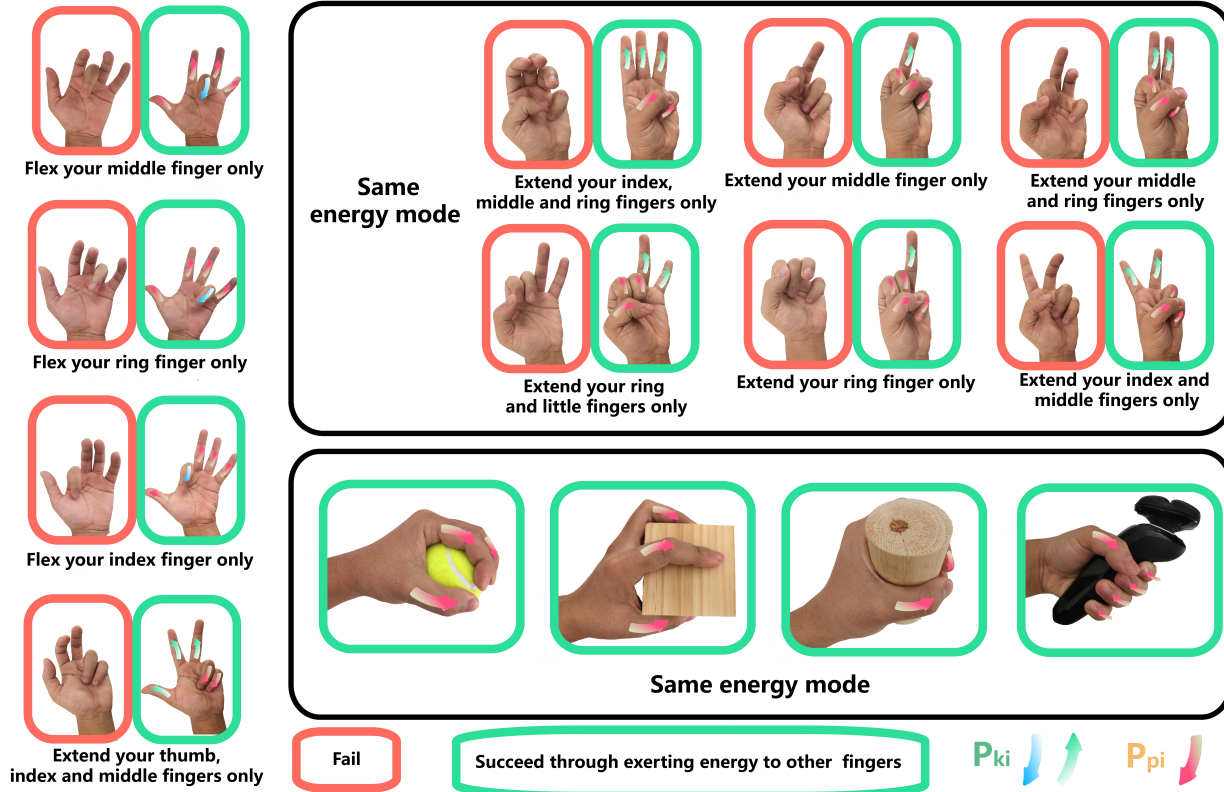 Flex your middle finger only
Flex your ring finger only
Flex your index finger only
Extend your thumb,
index and middle fingers only
Same
energy mode
Extend your index,
middle and ring fingers only
Extend your middle finger only
Extend your middle
and ring fingers only
Extend your ring
and little fingers only
Extend your ring finger only
Extend your index and
middle fingers only
Same energy mode
Fail
Succeed through exerting energy to other fingers
Pki
Ppi